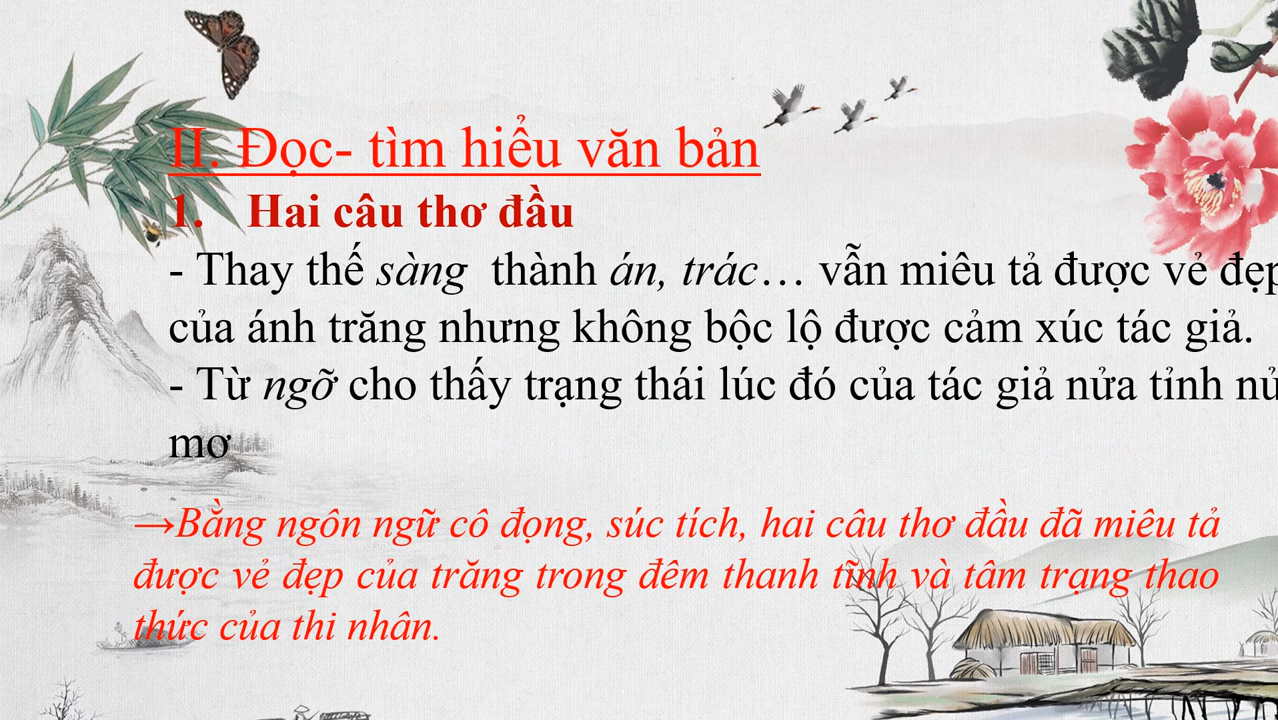 II. Đọc- tìm hiểu văn bản
1. Hai câu thơ đầu
- Thay thế sàng thành án, trác… vẫn miêu tả được vẻ đẹp
của ánh trăng nhưng không bộc lộ được cảm xúc tác giả.
- Từ ngỡ cho thấy trạng thái lúc đó của tác giả nửa tỉnh nử
mơ
→Bằng ngôn ngữ cô đọng, súc tích, hai câu thơ đầu đã miêu tả
được vẻ đẹp của trăng trong đêm thanh tĩnh và tâm trạng thao
thức của thi nhân.